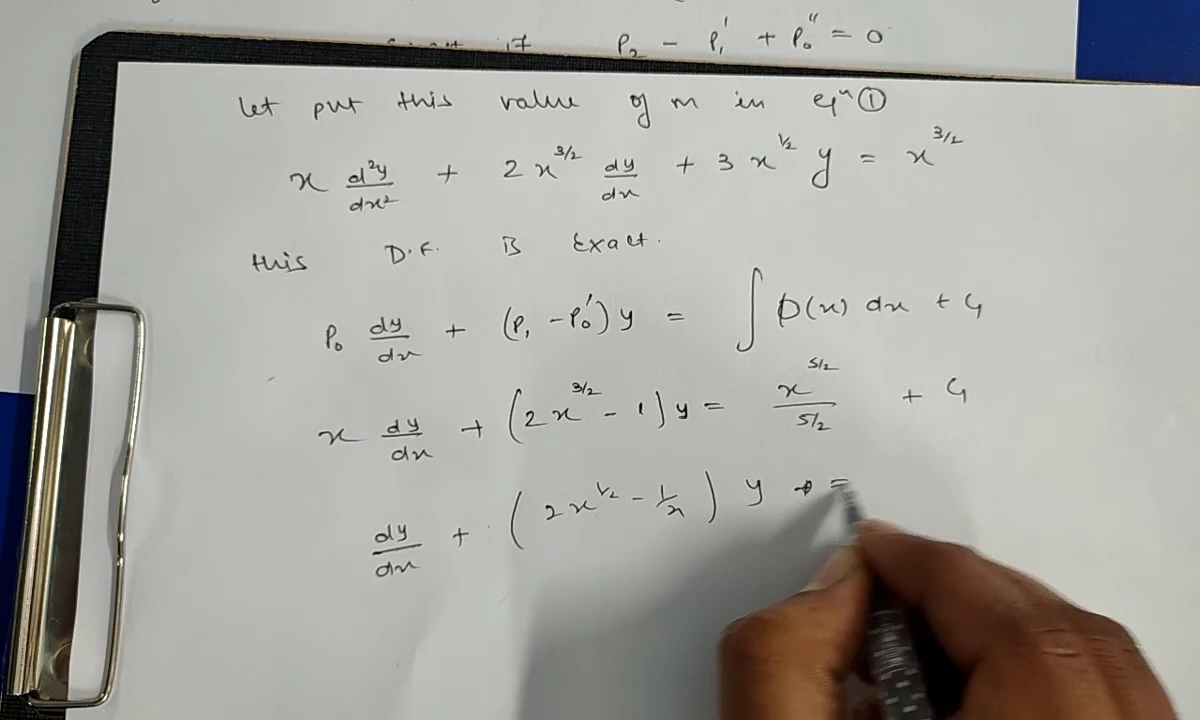 if P₂ - P₁' + P₀'' = 0
Let put this value of m in eqⁿ ①
x d²y/dx² + 2x^3/2 dy/dx + 3x^1/2 y = x^3/2
this D.E. is Exact.
P₀ dy/dx + (P₁ - P₀')y = ∫ φ(x) dx + C₁
x dy/dx + (2x^3/2 - 1)y = x^5/2 / 5/2 + C₁
dy/dx + (2x^1/2 - 1/x) y =